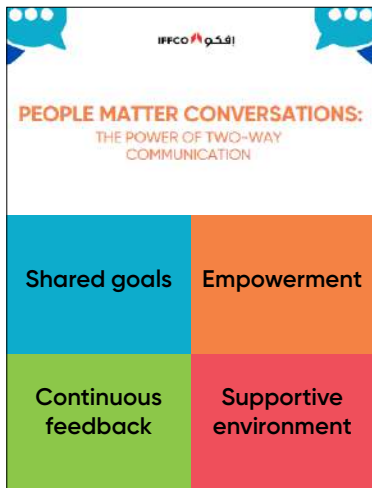 IFFCO إفكو
PEOPLE MATTER CONVERSATIONS:
THE POWER OF TWO-WAY
COMMUNICATION
Shared goals
Empowerment
Continuous
feedback
Supportive
environment